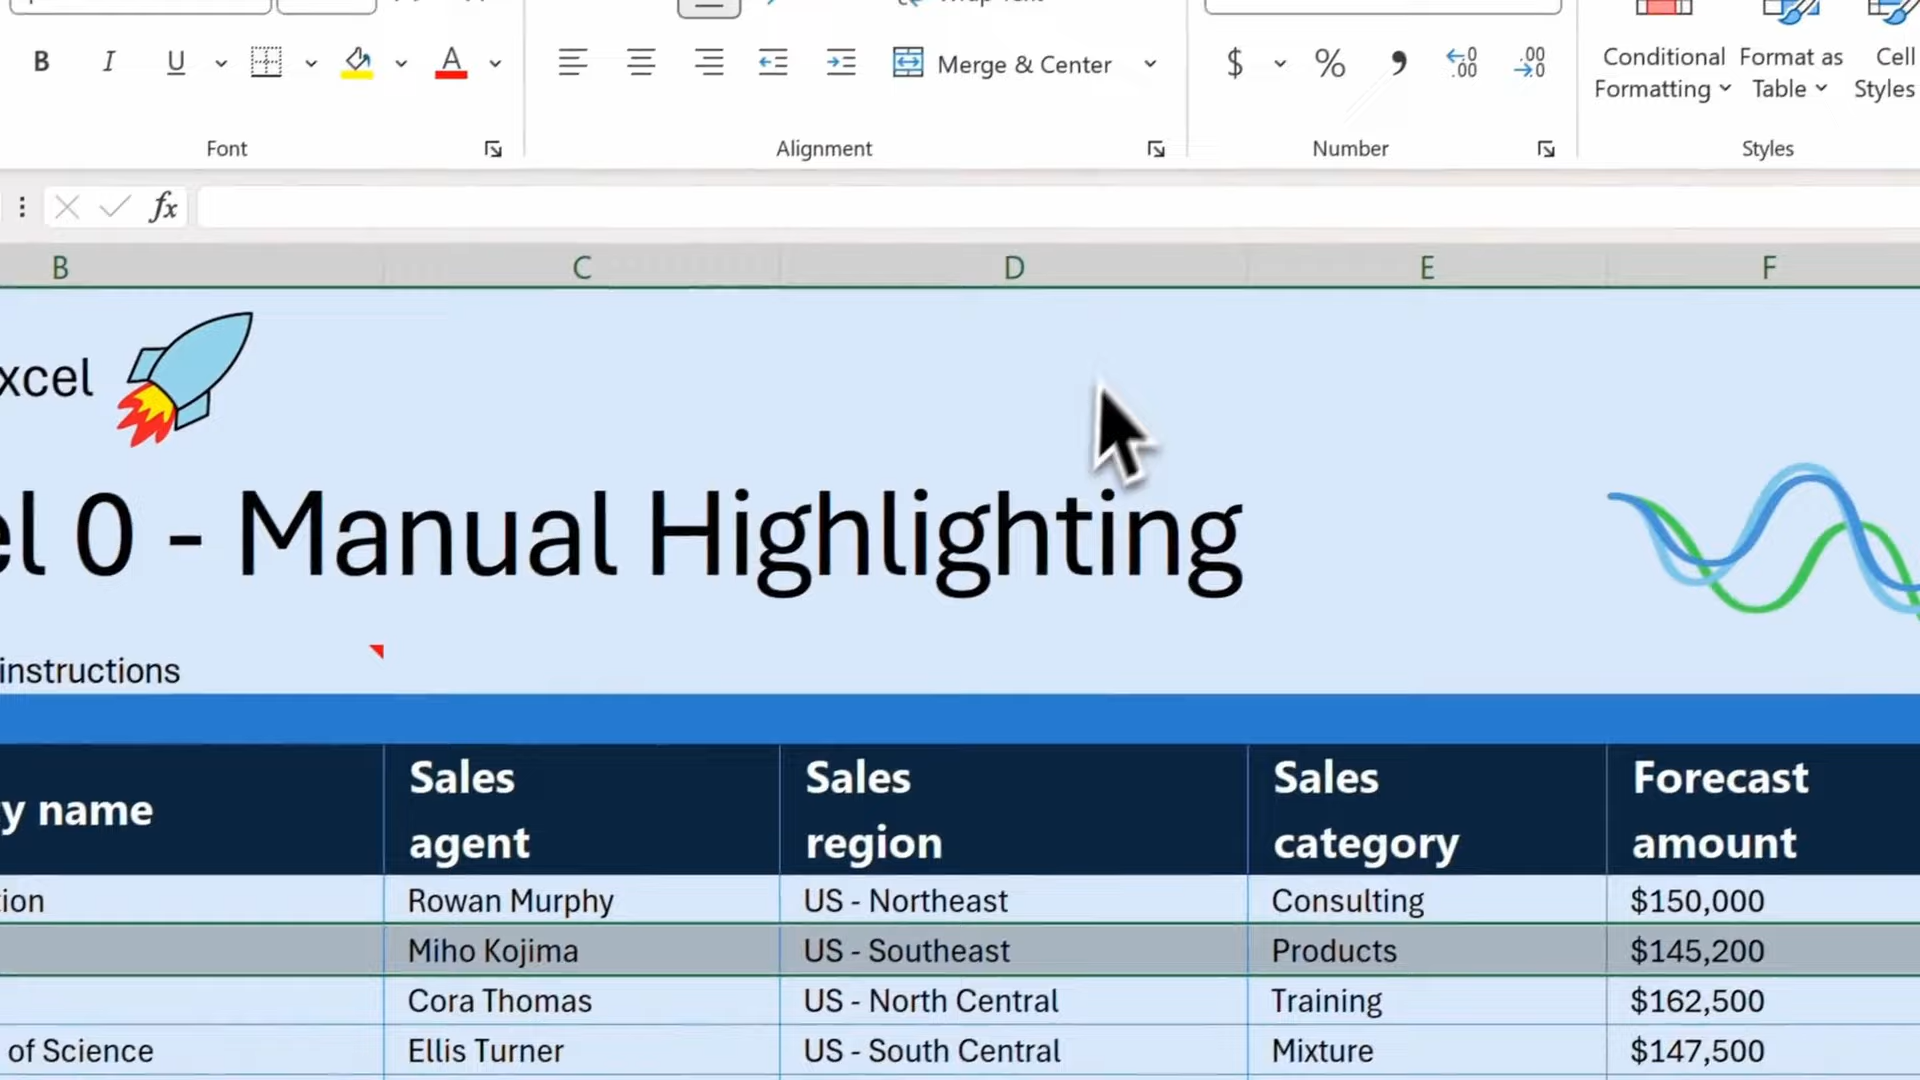 B I U A Merge & Center $ % , .00 .00 Conditional Formatting Format as Table Cell Styles
Font Alignment Number Styles
fx
B C D E F
xcel
el 0 - Manual Highlighting
instructions
y name Sales agent Sales region Sales category Forecast amount
ion Rowan Murphy US - Northeast Consulting $150,000
Miho Kojima US - Southeast Products $145,200
Cora Thomas US - North Central Training $162,500
of Science Ellis Turner US - South Central Mixture $147,500